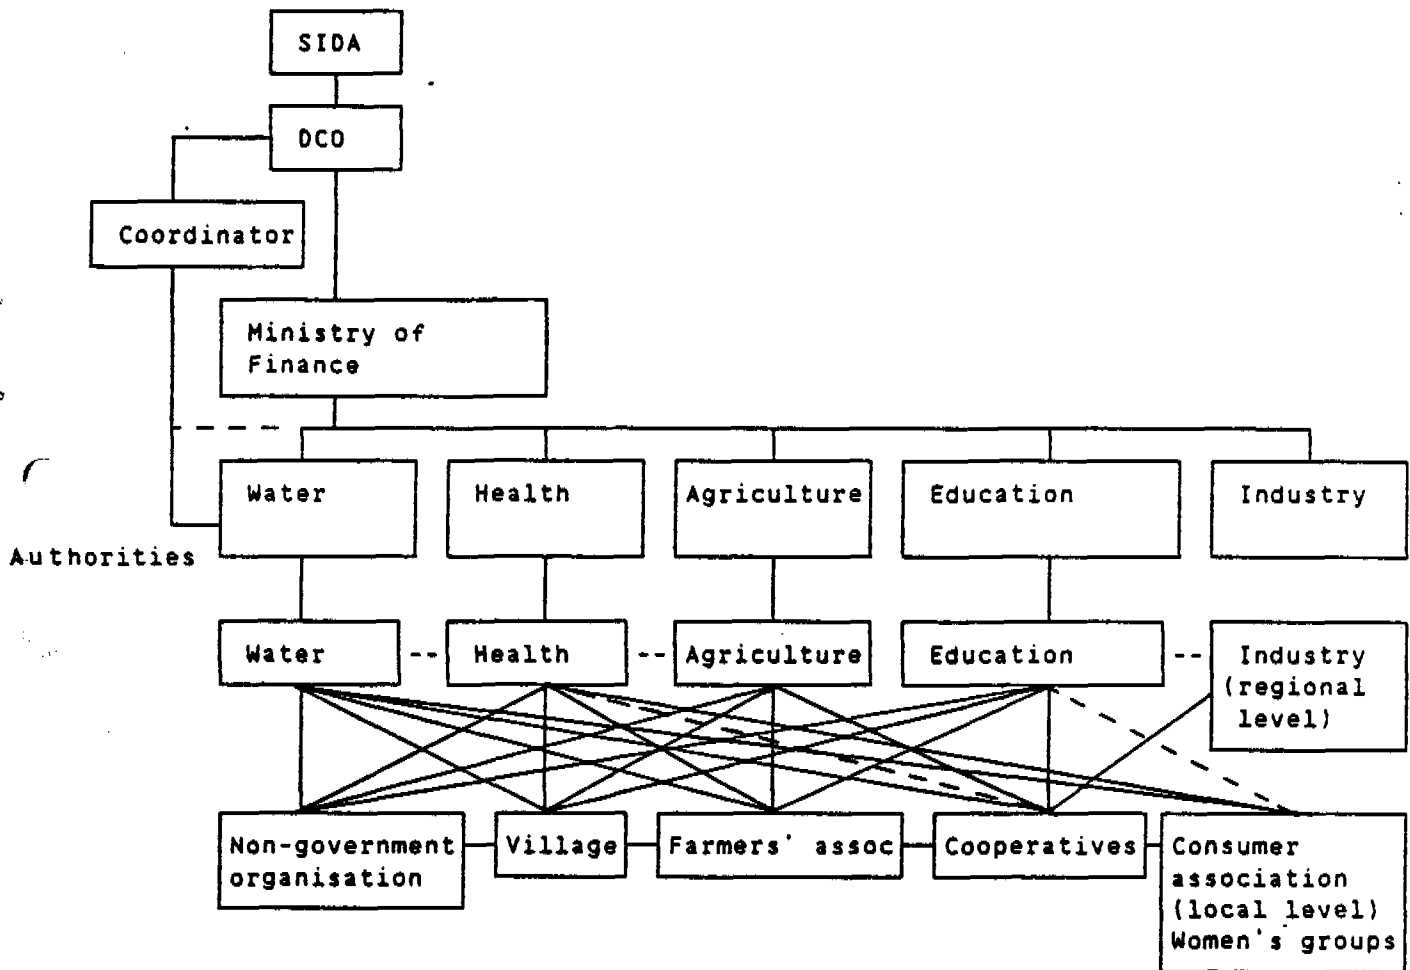 SIDA
DCO
Coordinator
Ministry of
Finance
Water
Health
Agriculture
Education
Industry
Authorities
Water
Health
Agriculture
Education
Industry
(regional
level)
Non-government
organisation
Village
Farmers' assoc
Cooperatives
Consumer
association
(local level)
Women's groups